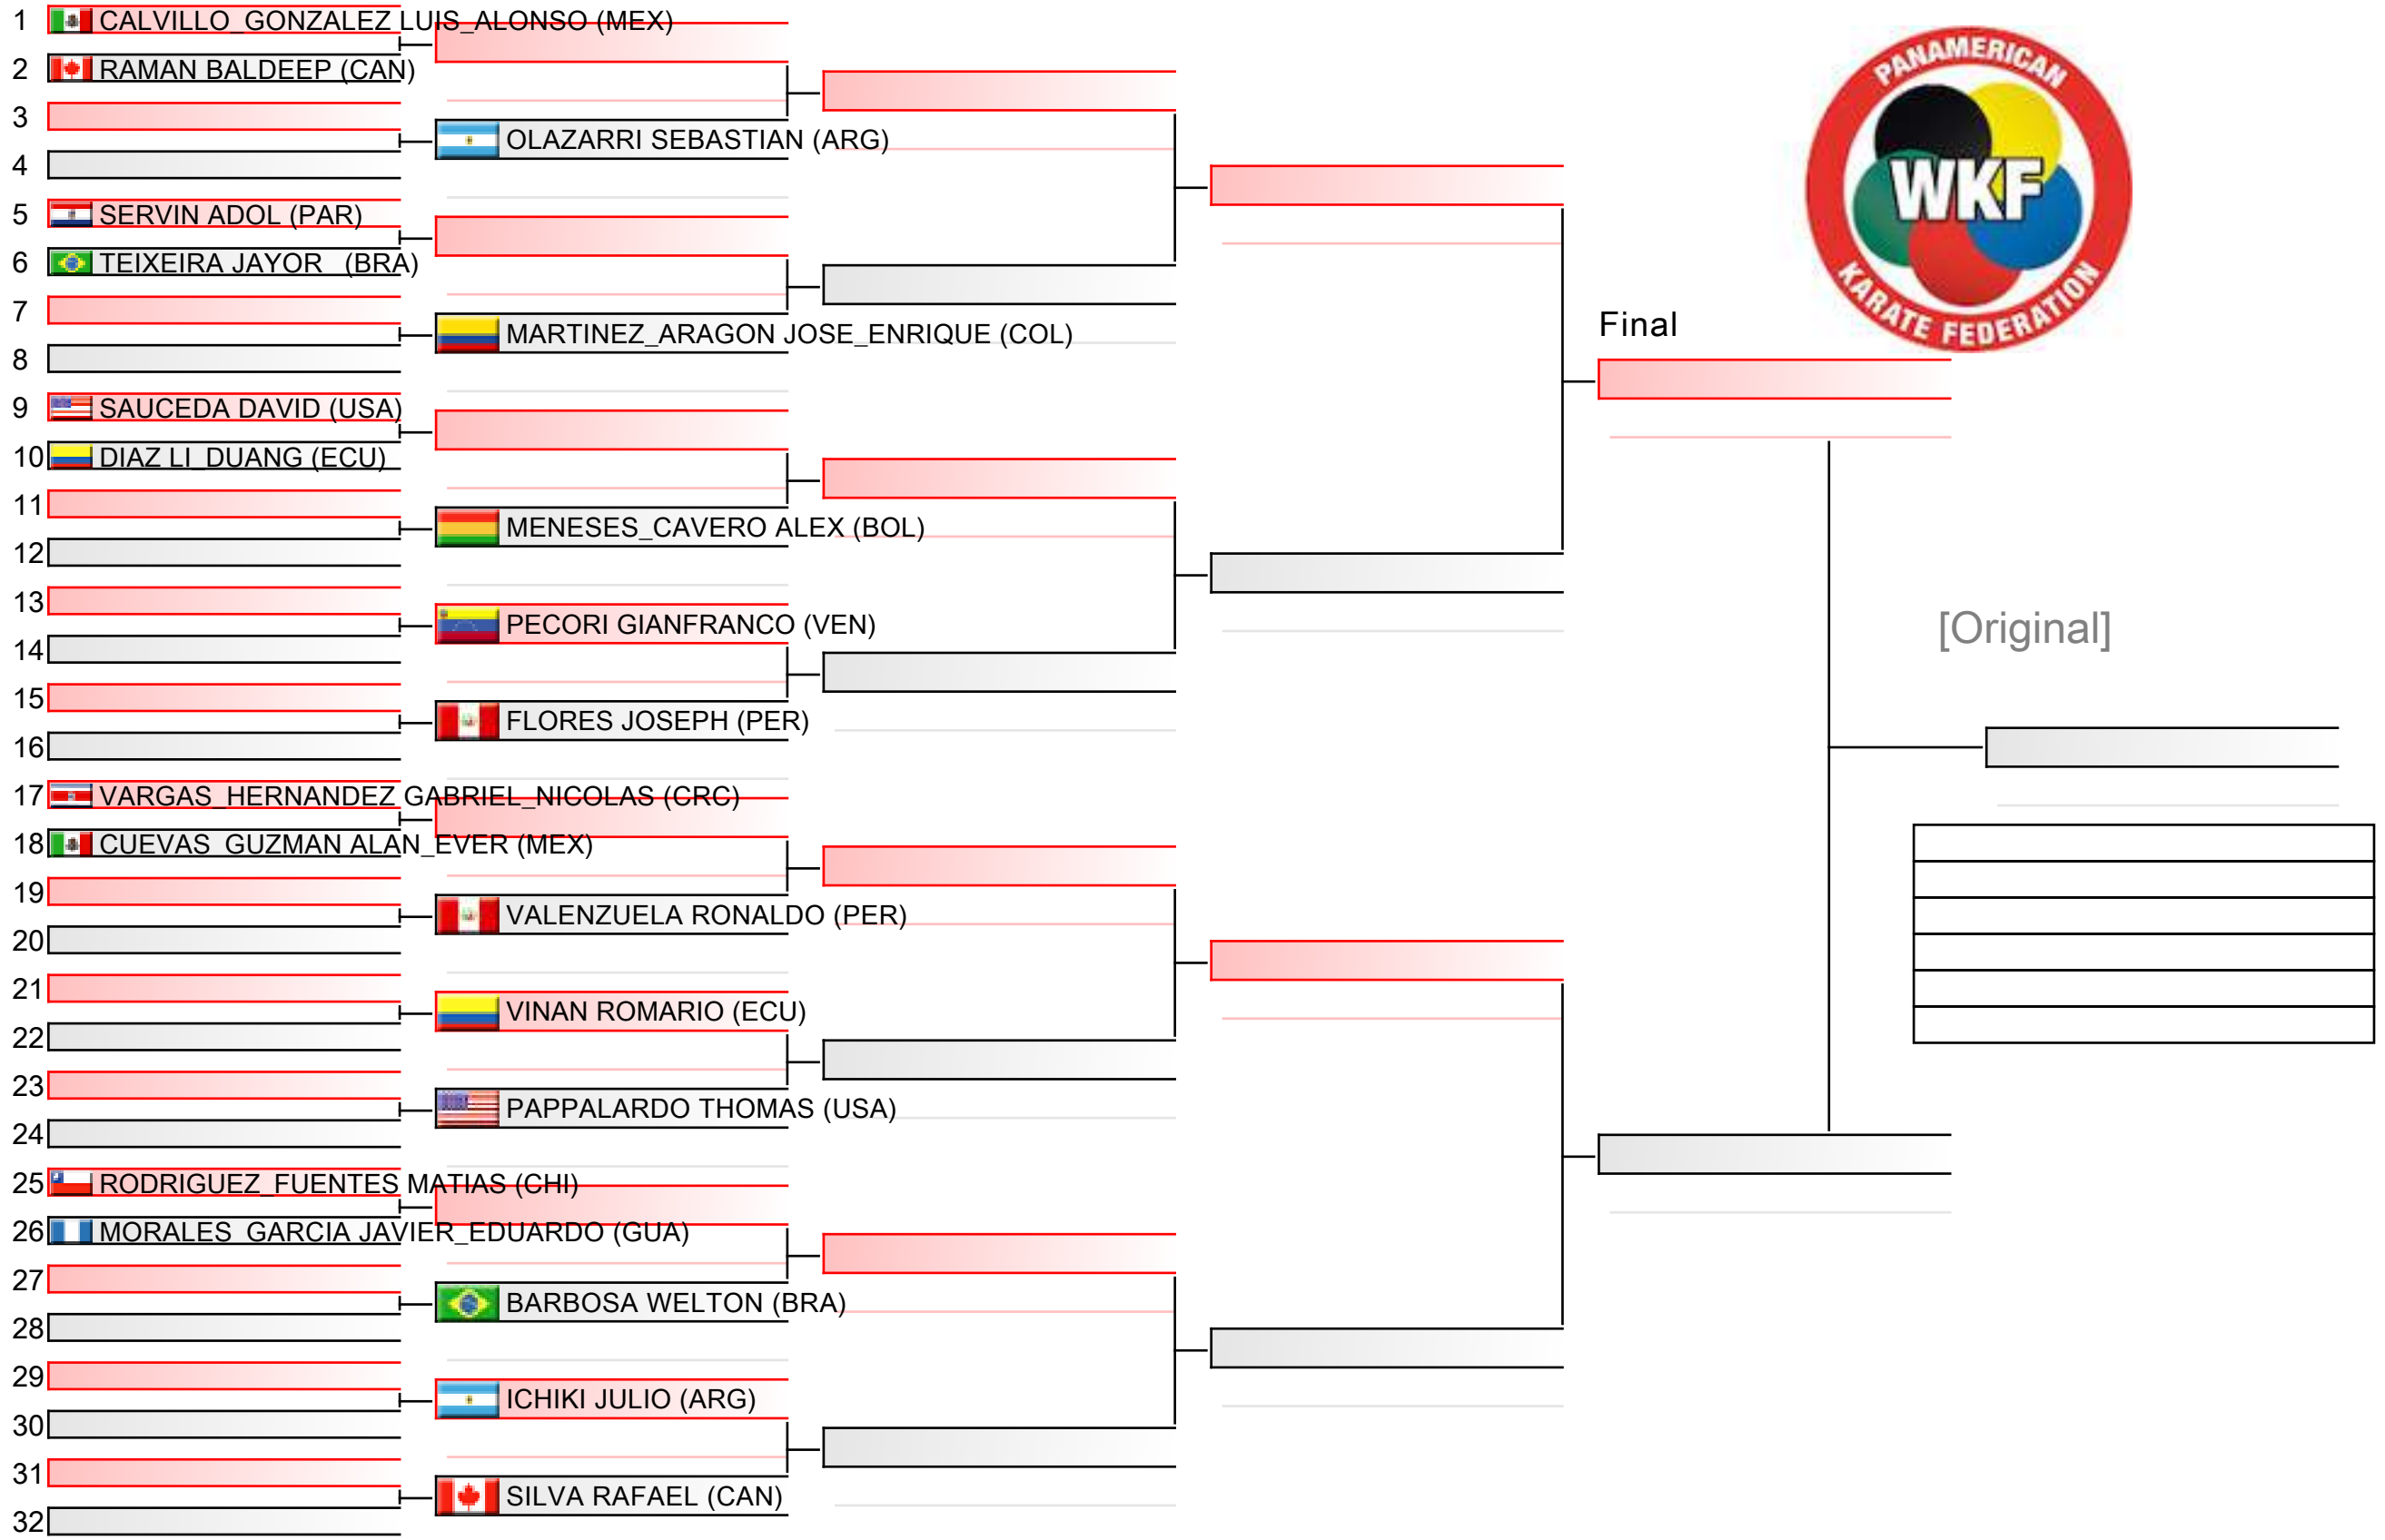 1 CALVILLO_GONZALEZ LUIS_ALONSO (MEX)
2 RAMAN BALDEEP (CAN)
3
OLAZARRI SEBASTIAN (ARG)
4
5 SERVIN ADOL (PAR)
6 TEIXEIRA JAYOR (BRA)
7
MARTINEZ_ARAGON JOSE_ENRIQUE (COL)
8
9 SAUCEDA DAVID (USA)
10 DIAZ LI_DUANG (ECU)
11
MENESES_CAVERO ALEX (BOL)
12
13
PECORI GIANFRANCO (VEN)
14
15
FLORES JOSEPH (PER)
16
17 VARGAS_HERNANDEZ GABRIEL_NICOLAS (CRC)
18 CUEVAS_GUZMAN ALAN_EVER (MEX)
19
VALENZUELA RONALDO (PER)
20
21
VINAN ROMARIO (ECU)
22
23
PAPPALARDO THOMAS (USA)
24
25 RODRIGUEZ_FUENTES MATIAS (CHI)
26 MORALES_GARCIA JAVIER_EDUARDO (GUA)
27
BARBOSA WELTON (BRA)
28
29
ICHIKI JULIO (ARG)
30
31
SILVA RAFAEL (CAN)
32
Final
PANAMERICAN
WKF
KARATE FEDERATION
[Original]